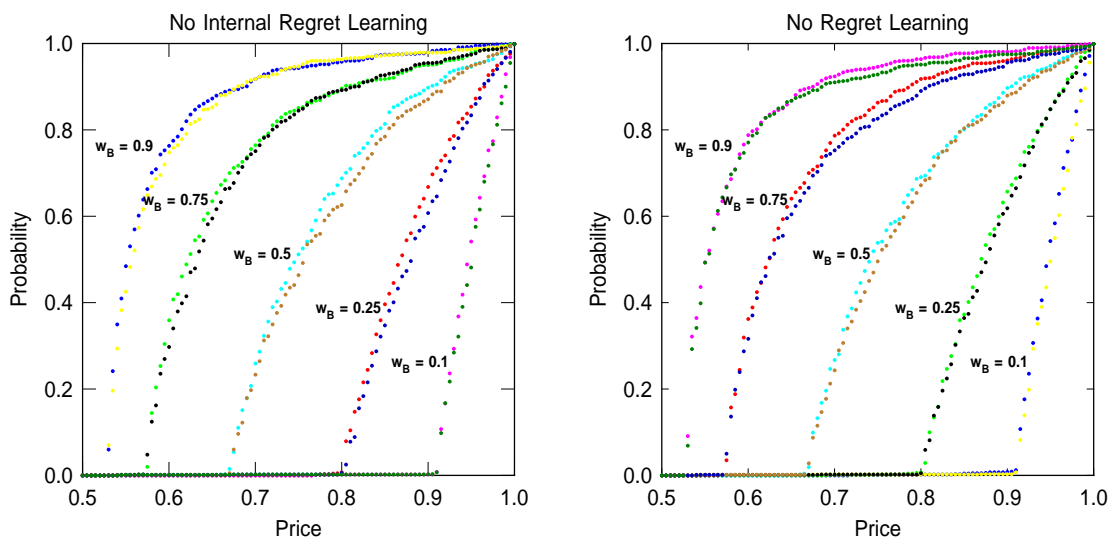 No Internal Regret Learning
1.0
0.8
0.6
0.4
0.2
0.0
Probability
w_B = 0.9
w_B = 0.75
w_B = 0.5
w_B = 0.25
w_B = 0.1
0.5 0.6 0.7 0.8 0.9 1.0
Price
No Regret Learning
1.0
0.8
0.6
0.4
0.2
0.0
Probability
w_B = 0.9
w_B = 0.75
w_B = 0.5
w_B = 0.25
w_B = 0.1
0.5 0.6 0.7 0.8 0.9 1.0
Price